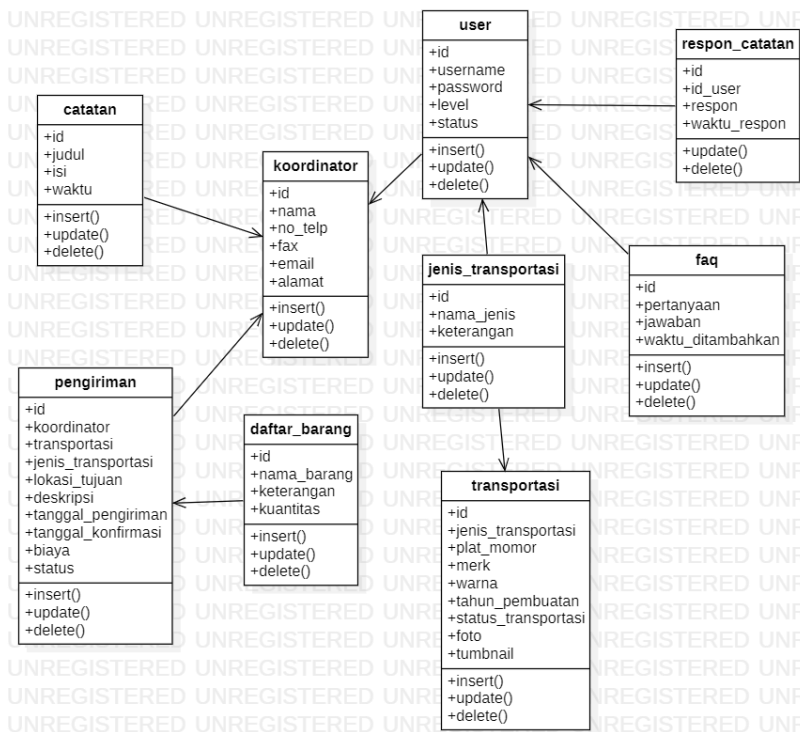 user
+id
+username
+password
+level
+status
+insert()
+update()
+delete()
respon_catatan
+id
+id_user
+respon
+waktu_respon
+update()
+delete()
catatan
+id
+judul
+isi
+waktu
+insert()
+update()
+delete()
koordinator
+id
+nama
+no_telp
+fax
+email
+alamat
+insert()
+update()
+delete()
jenis_transportasi
+id
+nama_jenis
+keterangan
+insert()
+update()
+delete()
faq
+id
+pertanyaan
+jawaban
+waktu_ditambahkan
+insert()
+update()
+delete()
pengiriman
+id
+koordinator
+transportasi
+jenis_transportasi
+lokasi_tujuan
+deskripsi
+tanggal_pengiriman
+tanggal_konfirmasi
+biaya
+status
+insert()
+update()
+delete()
daftar_barang
+id
+nama_barang
+keterangan
+kuantitas
+insert()
+update()
+delete()
transportasi
+id
+jenis_transportasi
+plat_momor
+merk
+warna
+tahun_pembuatan
+status_transportasi
+foto
+tumbnail
+insert()
+update()
+delete()
UNREGISTERED